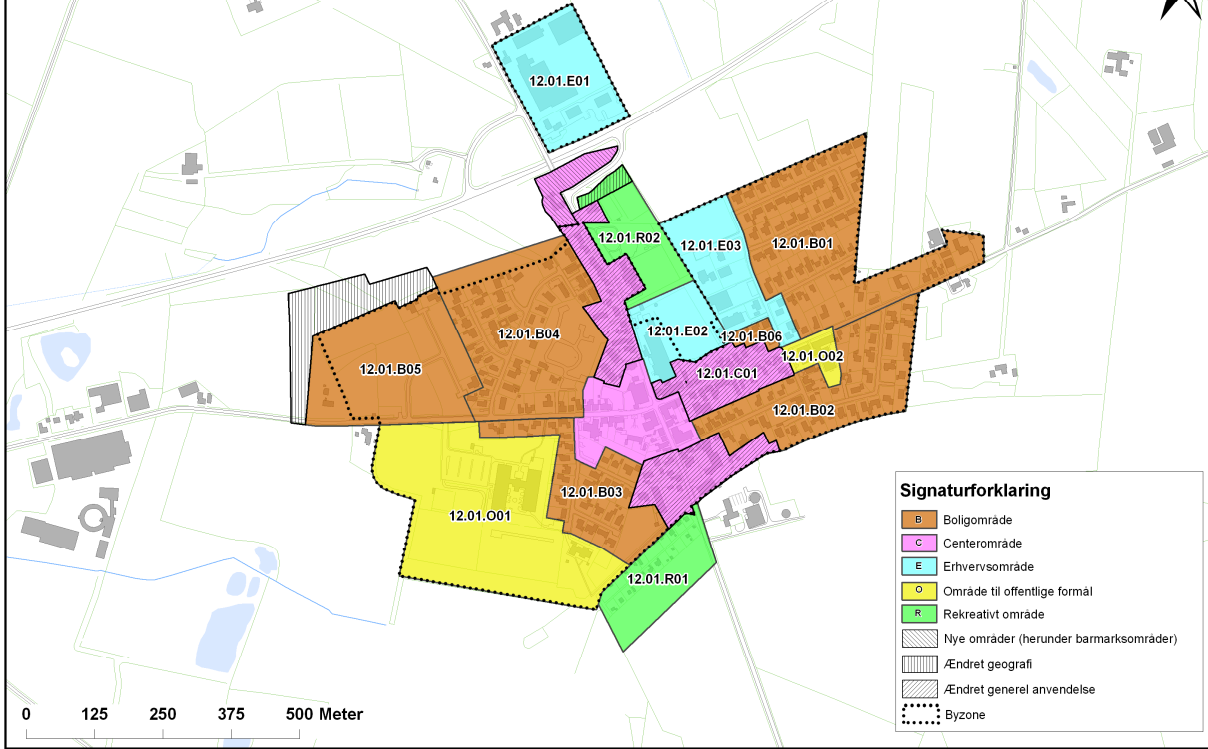 12.01.E01
12.01.R02
12.01.E03
12.01.B01
12.01.B04
12.01.E02
12.01.B06
12.01.O02
12.01.B05
12.01.C01
12.01.B02
12.01.B03
12.01.O01
12.01.R01
Signaturforklaring
B Boligområde
C Centerområde
E Erhvervsområde
O Område til offentlige formål
R Rekreativt område
Nye områder (herunder barmarksområder)
Ændret geografi
Ændret generel anvendelse
Byzone
0 125 250 375 500 Meter